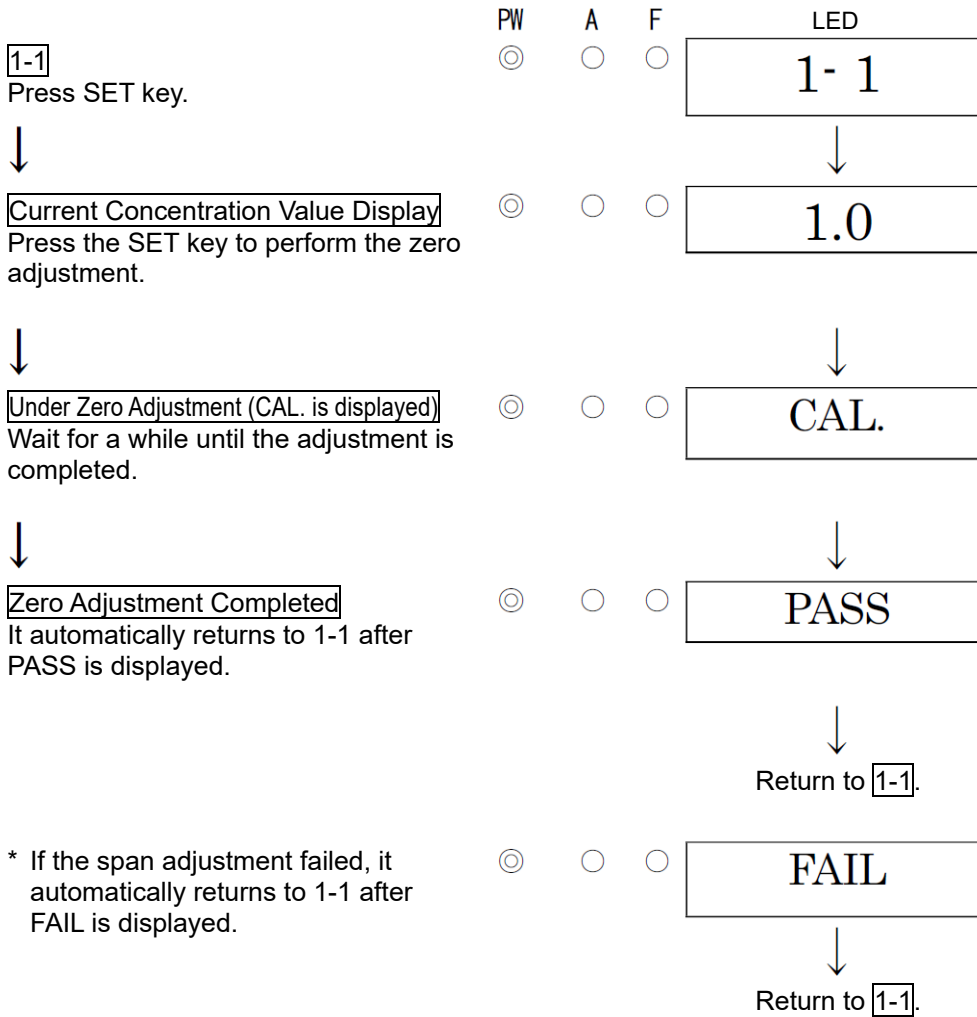 PW A F LED
1-1
Press SET key.
1- 1
Current Concentration Value Display
Press the SET key to perform the zero
adjustment.
1.0
Under Zero Adjustment (CAL. is displayed)
Wait for a while until the adjustment is
completed.
CAL.
Zero Adjustment Completed
It automatically returns to 1-1 after
PASS is displayed.
PASS
Return to 1-1.
* If the span adjustment failed, it
automatically returns to 1-1 after
FAIL is displayed.
FAIL
Return to 1-1.